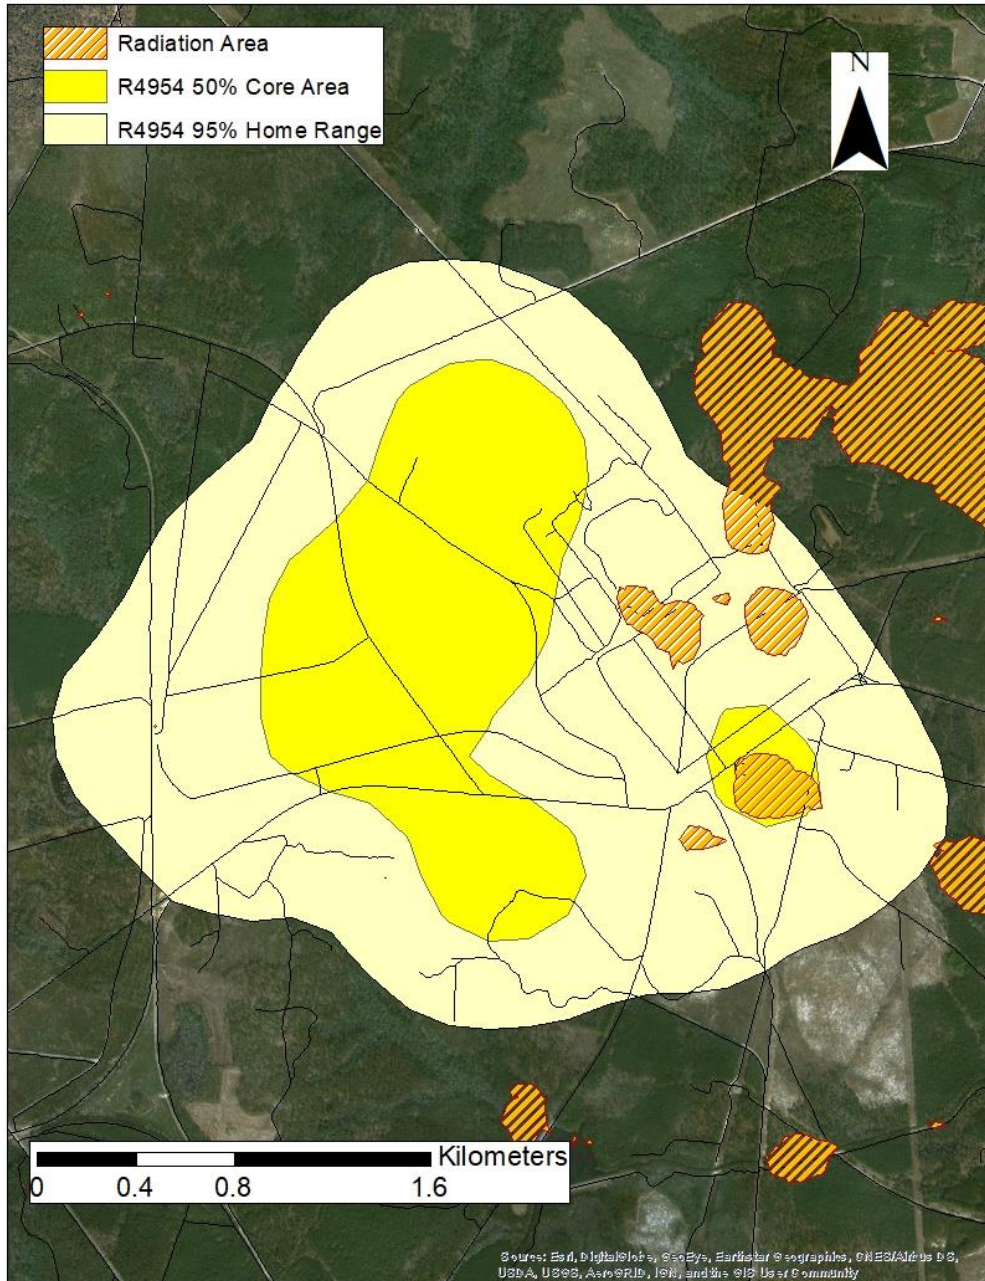 Radiation Area
R4954 50% Core Area
R4954 95% Home Range
N
Kilometers
0 0.4 0.8 1.6
Source: Esri, DigitalGlobe, GeoEye, Earthstar Geographics, CNES/Airbus DS,
USDA, USGS, AeroGRID, IGN, and the GIS User Community